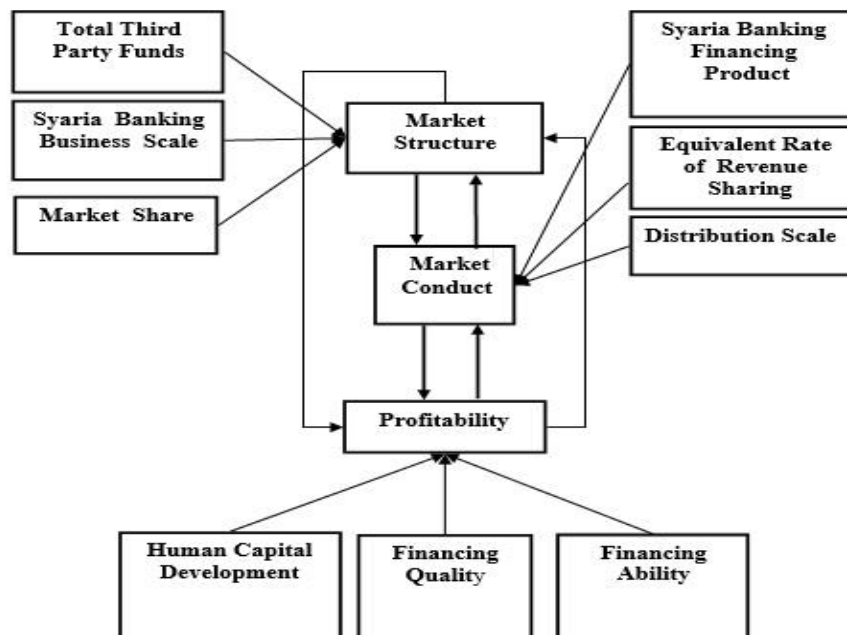 Total Third
Party Funds
Syaria Banking
Business Scale
Market Share
Market
Structure
Market
Conduct
Profitability
Syaria Banking
Financing
Product
Equivalent Rate
of Revenue
Sharing
Distribution Scale
Human Capital
Development
Financing
Quality
Financing
Ability